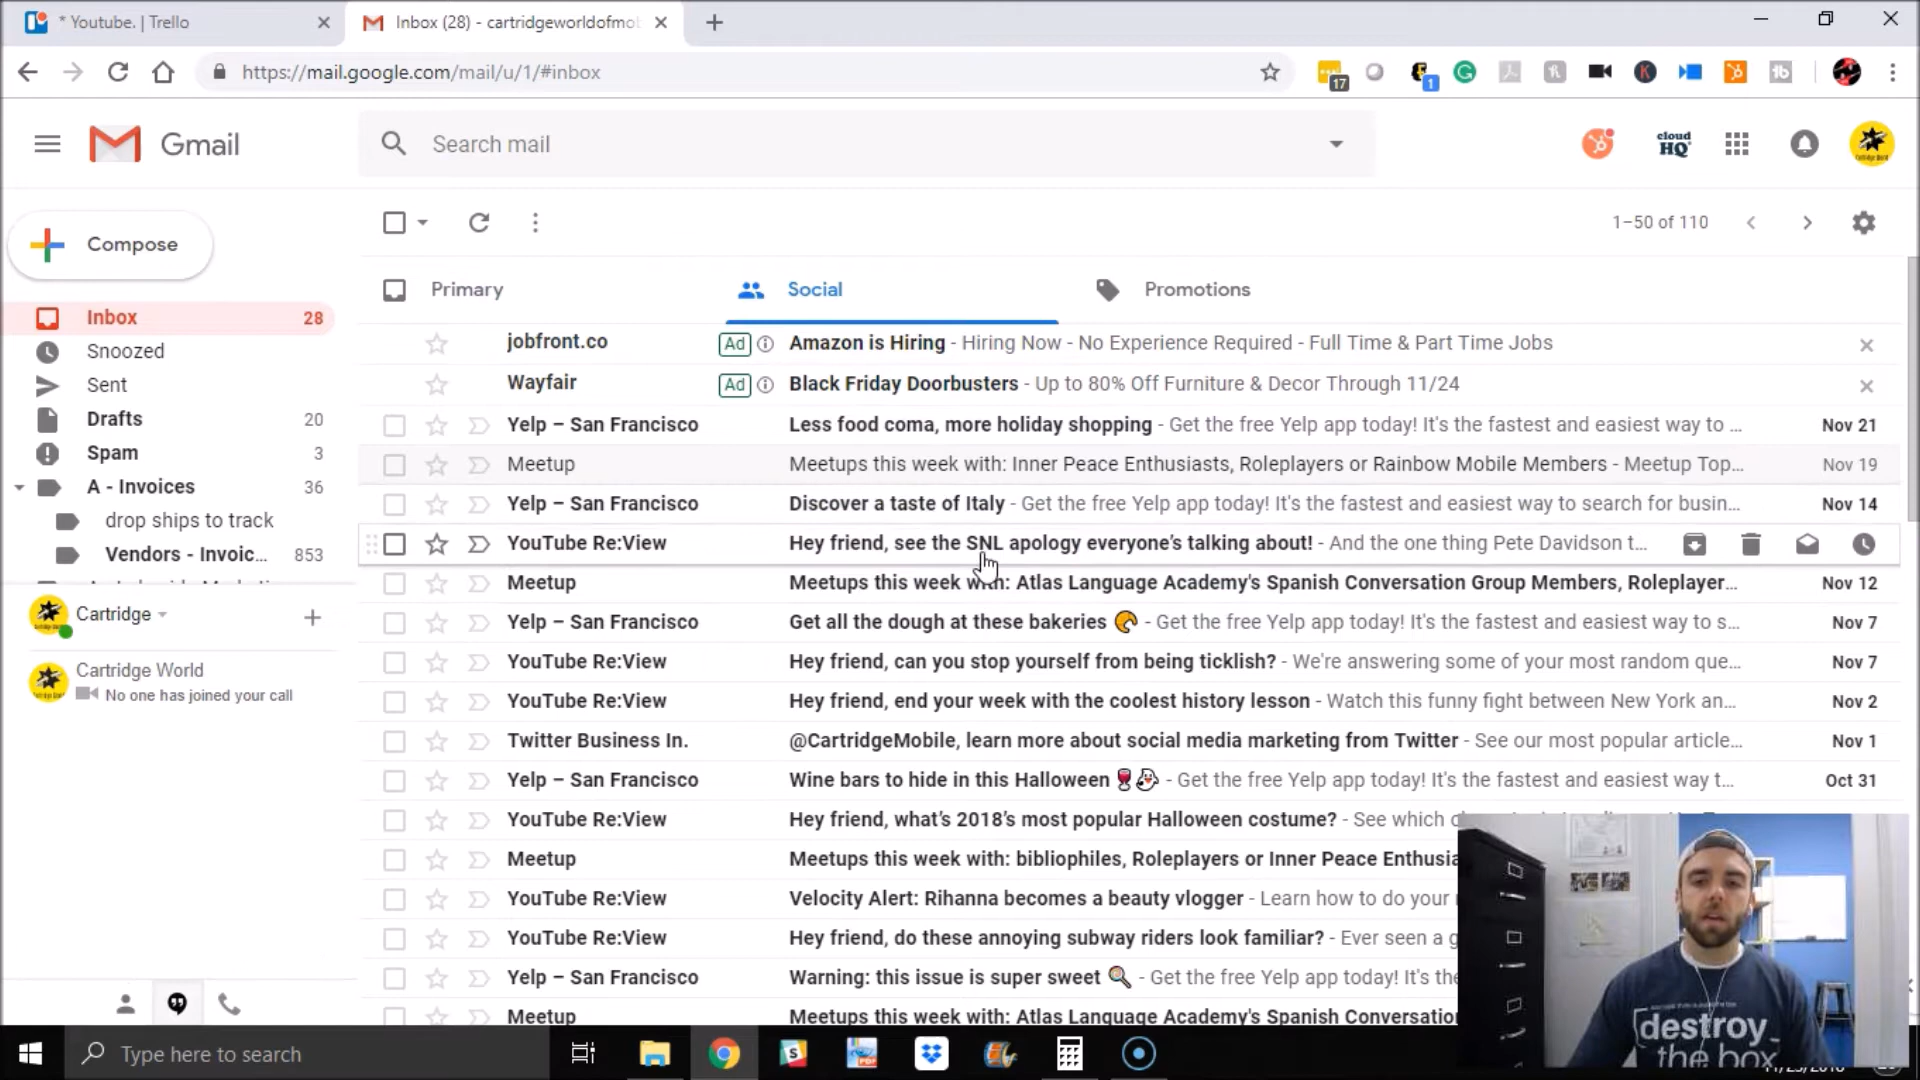 * Youtube. | Trello
Inbox (28) - cartridgeworldofmob
https://mail.google.com/mail/u/1/#inbox
17
1
Gmail
Search mail
cloud
HQ
1–50 of 110
Compose
Primary
Social
Promotions
Inbox 28
Snoozed
Sent
Drafts 20
Spam 3
A - Invoices 36
drop ships to track
Vendors - Invoic... 853
Cartridge
Cartridge World
No one has joined your call
jobfront.co Ad Amazon is Hiring - Hiring Now - No Experience Required - Full Time & Part Time Jobs
Wayfair Ad Black Friday Doorbusters - Up to 80% Off Furniture & Decor Through 11/24
Yelp – San Francisco Less food coma, more holiday shopping - Get the free Yelp app today! It's the fastest and easiest way to ... Nov 21
Meetup Meetups this week with: Inner Peace Enthusiasts, Roleplayers or Rainbow Mobile Members - Meetup Top... Nov 19
Yelp – San Francisco Discover a taste of Italy - Get the free Yelp app today! It's the fastest and easiest way to search for busin... Nov 14
YouTube Re:View Hey friend, see the SNL apology everyone's talking about! - And the one thing Pete Davidson t...
Meetup Meetups this week with: Atlas Language Academy's Spanish Conversation Group Members, Roleplayer... Nov 12
Yelp – San Francisco Get all the dough at these bakeries 🥐 - Get the free Yelp app today! It's the fastest and easiest way to s... Nov 7
YouTube Re:View Hey friend, can you stop yourself from being ticklish? - We're answering some of your most random que... Nov 7
YouTube Re:View Hey friend, end your week with the coolest history lesson - Watch this funny fight between New York an... Nov 2
Twitter Business In. @CartridgeMobile, learn more about social media marketing from Twitter - See our most popular article... Nov 1
Yelp – San Francisco Wine bars to hide in this Halloween 🍷👻 - Get the free Yelp app today! It's the fastest and easiest way t... Oct 31
YouTube Re:View Hey friend, what's 2018's most popular Halloween costume? - See which
Meetup Meetups this week with: bibliophiles, Roleplayers or Inner Peace Enthusia
YouTube Re:View Velocity Alert: Rihanna becomes a beauty vlogger - Learn how to do your
YouTube Re:View Hey friend, do these annoying subway riders look familiar? - Ever seen a
Yelp – San Francisco Warning: this issue is super sweet 🍭 - Get the free Yelp app today! It's the
Meetup Meetups this week with: Atlas Language Academy's Spanish Conversation
destroy
the box
Type here to search